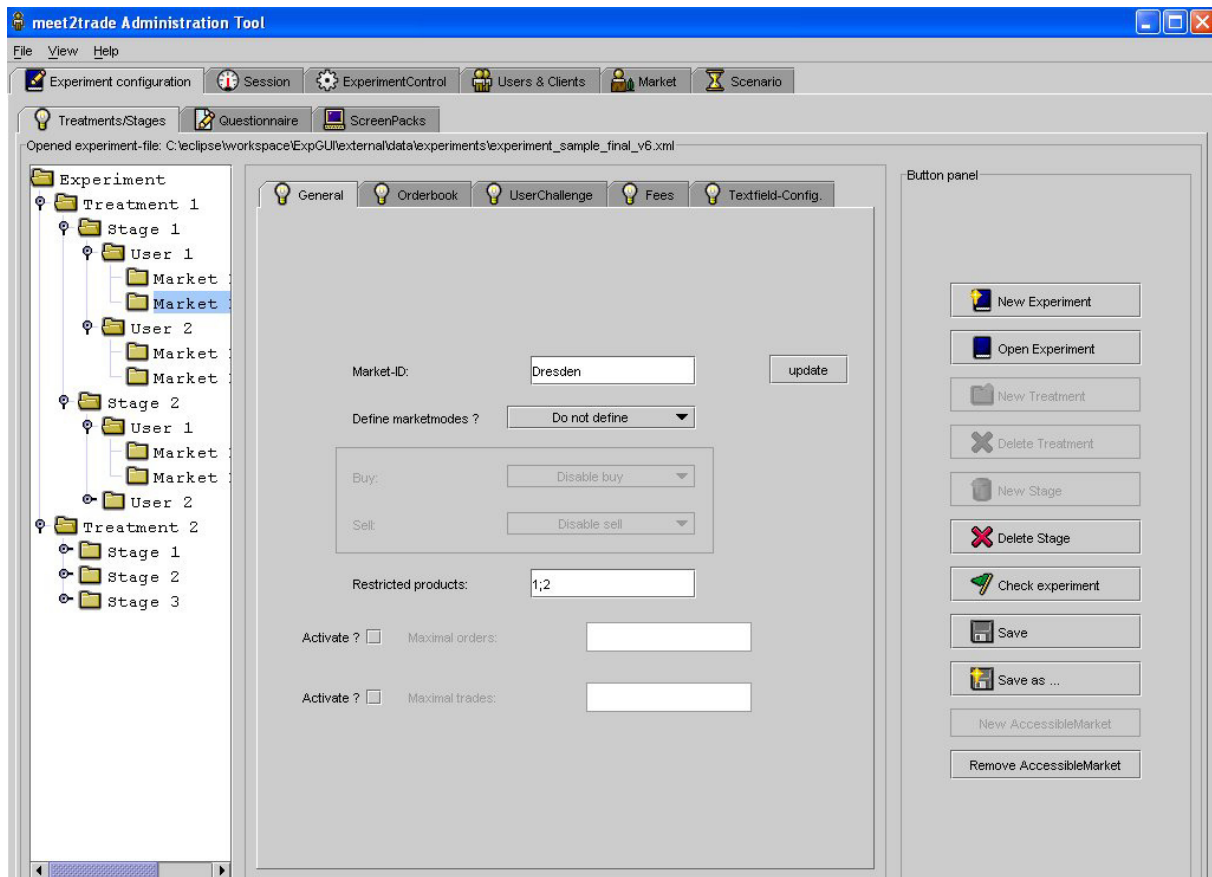 meet2trade Administration Tool
File View Help
Experiment configuration Session ExperimentControl Users & Clients Market Scenario
Treatments/Stages Questionnaire ScreenPacks
Opened experiment-file: C:\eclipse\workspace\ExpGUI\external\data\experiments\experiment_sample_final_v6.xml
Experiment
Treatment 1
Stage 1
User 1
Market
Market
User 2
Market
Market
Stage 2
User 1
Market
Market
User 2
Treatment 2
Stage 1
Stage 2
Stage 3
General Orderbook UserChallenge Fees Textfield-Config.
Market-ID: Dresden update
Define marketmodes ? Do not define
Buy: Disable buy
Sell: Disable sell
Restricted products: 1;2
Activate ? Maximal orders:
Activate ? Maximal trades:
Button panel
New Experiment
Open Experiment
New Treatment
Delete Treatment
New Stage
Delete Stage
Check experiment
Save
Save as ...
New AccessibleMarket
Remove AccessibleMarket